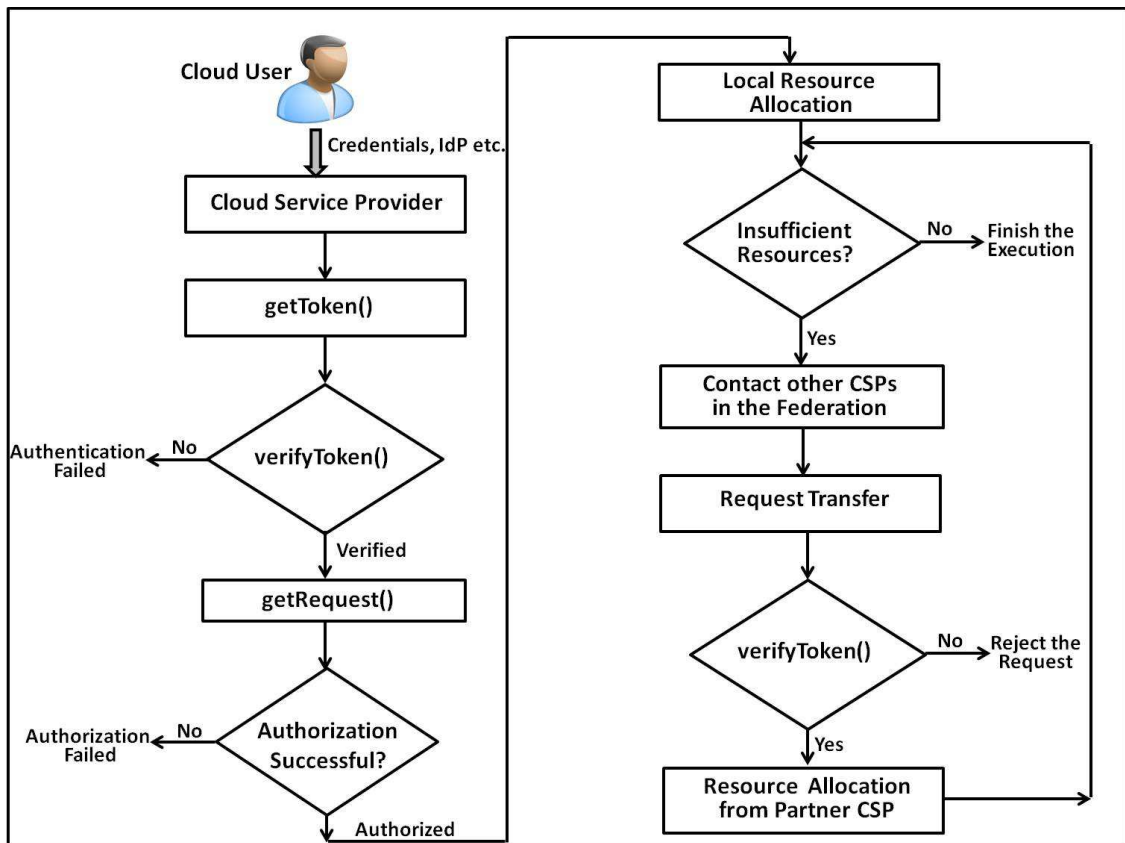 Cloud User
Credentials, IdP etc.
Cloud Service Provider
getToken()
verifyToken()
No
Authentication
Failed
Verified
getRequest()
Authorization
Successful?
No
Authorization
Failed
Authorized
Local Resource
Allocation
Insufficient
Resources?
No
Finish the
Execution
Yes
Contact other CSPs
in the Federation
Request Transfer
verifyToken()
No
Reject the
Request
Yes
Resource Allocation
from Partner CSP